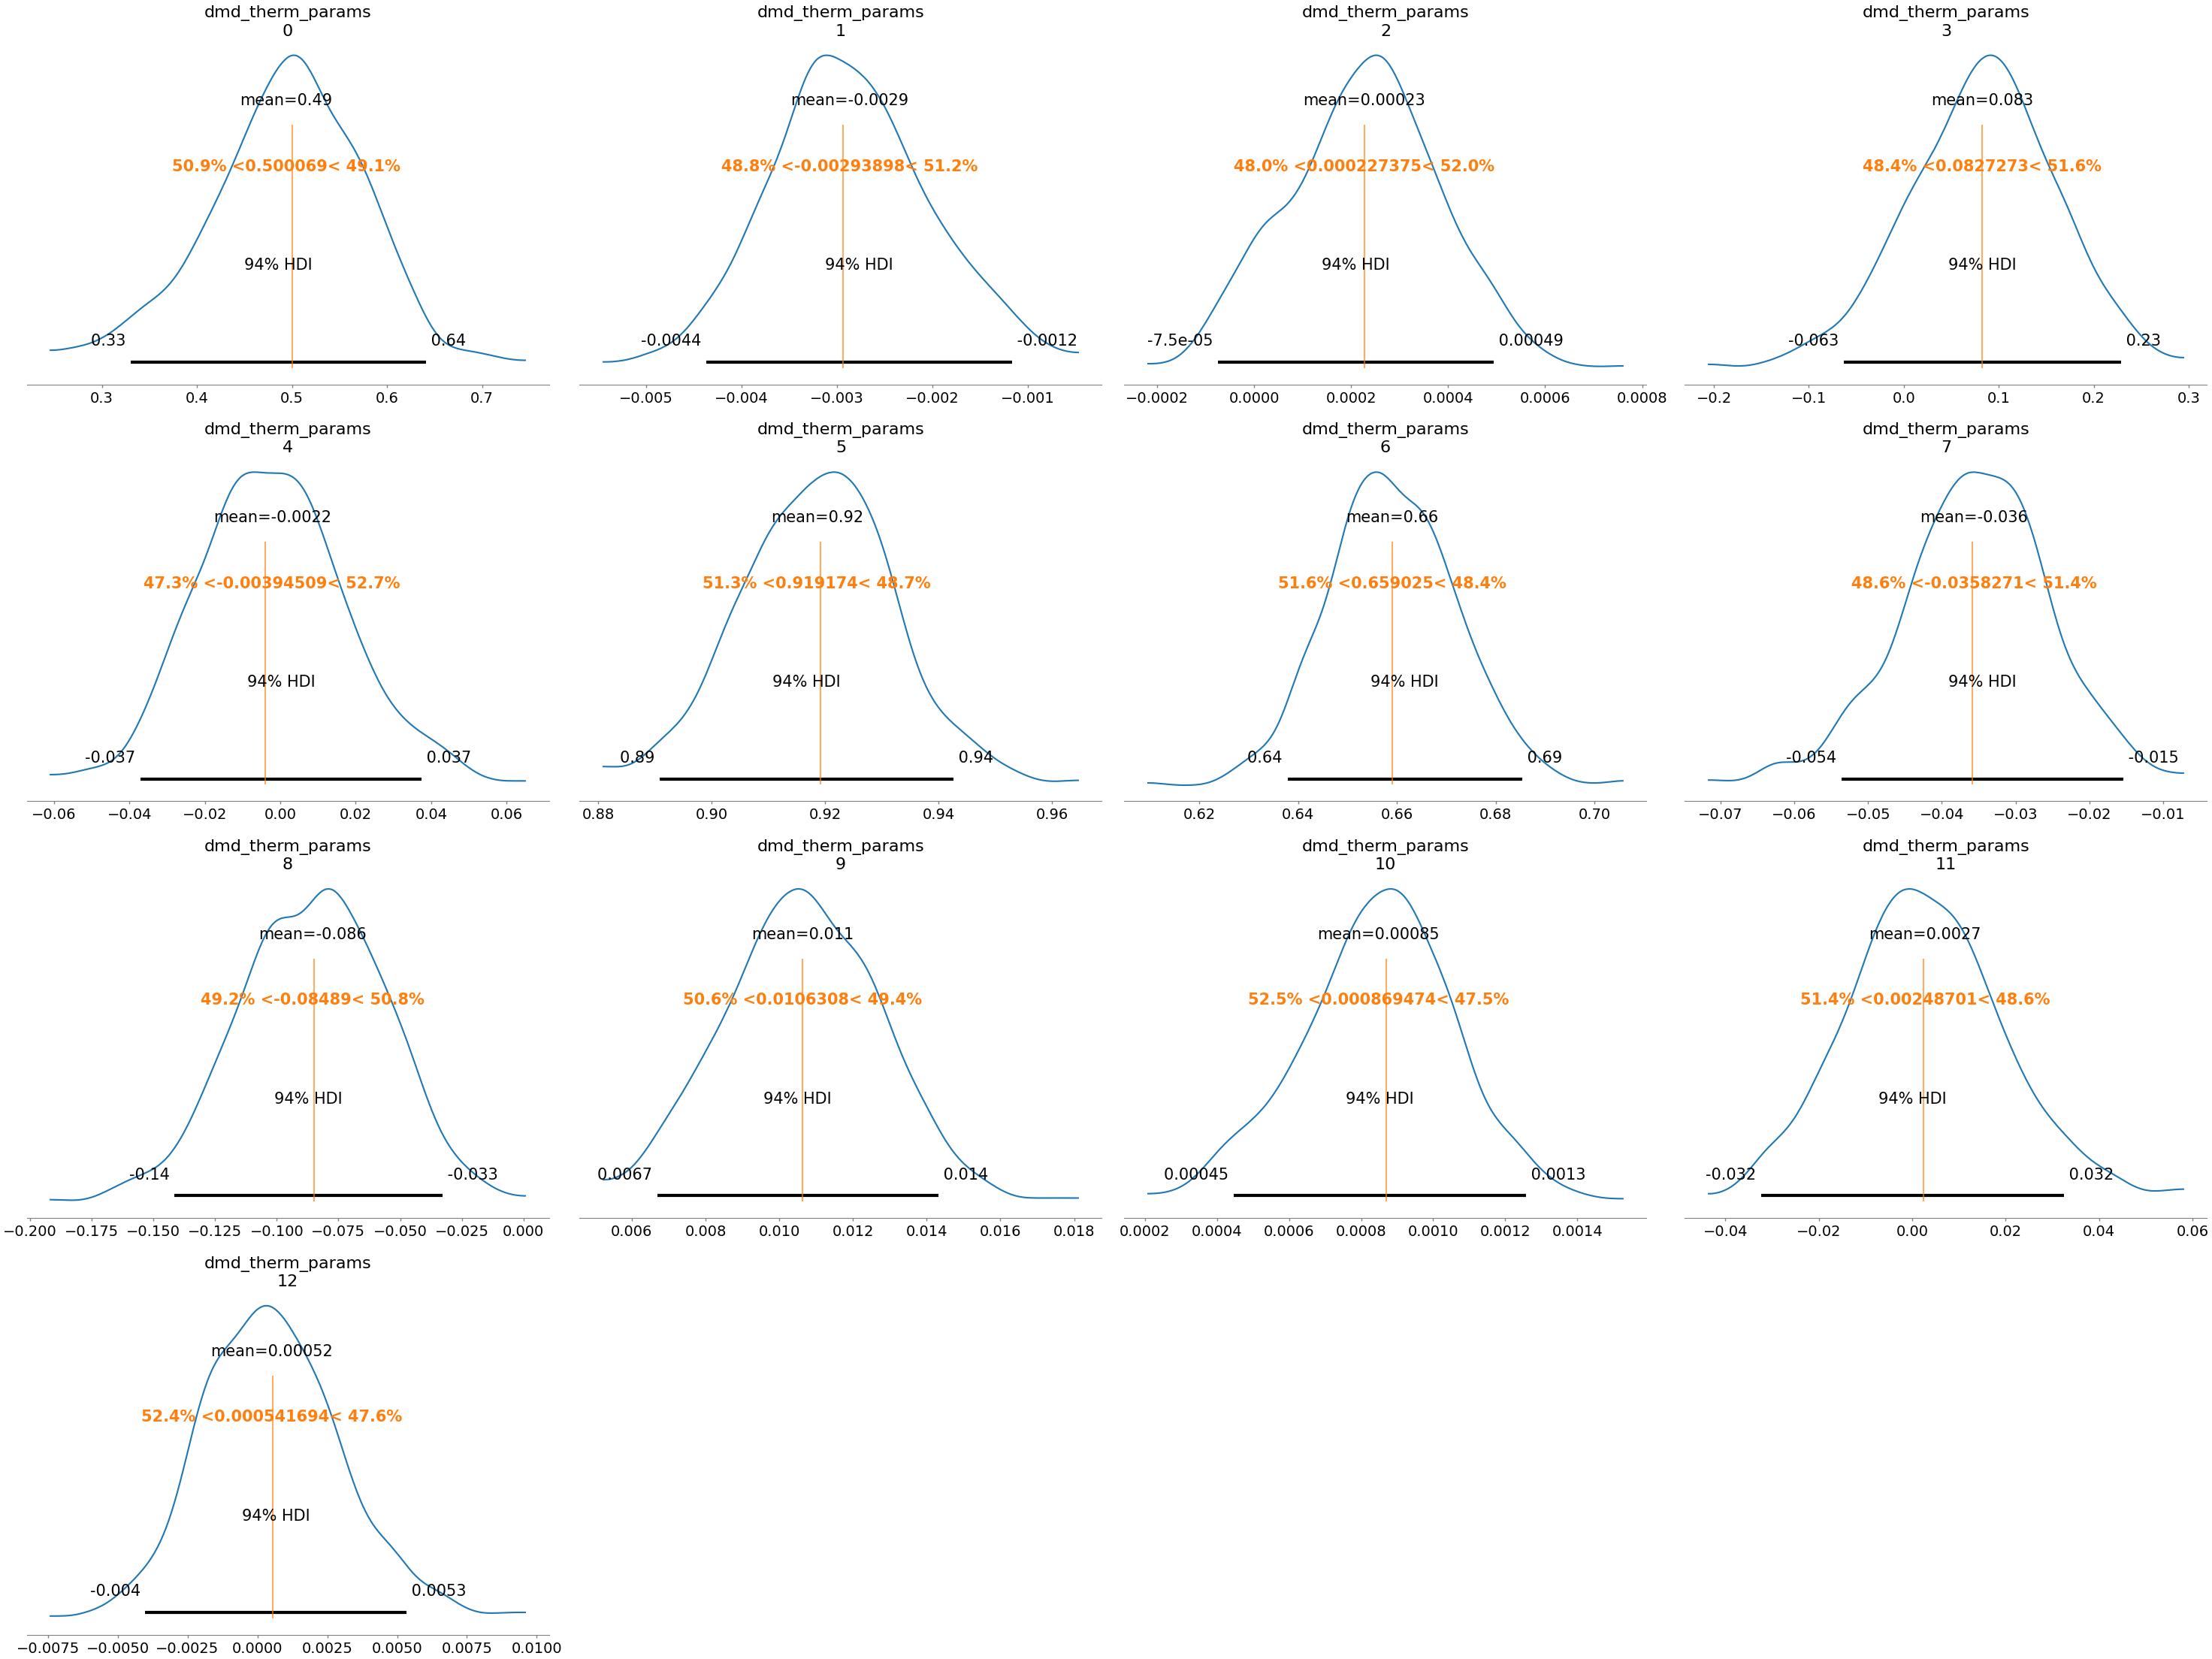 dmd_therm_params
0
mean=0.49
50.9% <0.500069< 49.1%
94% HDI
0.33
0.64
0.3 0.4 0.5 0.6 0.7
dmd_therm_params
1
mean=-0.0029
48.8% <-0.00293898< 51.2%
94% HDI
-0.0044
-0.0012
−0.005 −0.004 −0.003 −0.002 −0.001
dmd_therm_params
2
mean=0.00023
48.0% <0.000227375< 52.0%
94% HDI
-7.5e-05
0.00049
−0.0002 0.0000 0.0002 0.0004 0.0006 0.0008
dmd_therm_params
3
mean=0.083
48.4% <0.0827273< 51.6%
94% HDI
-0.063
0.23
−0.2 −0.1 0.0 0.1 0.2 0.3
dmd_therm_params
4
mean=-0.0022
47.3% <-0.00394509< 52.7%
94% HDI
-0.037
0.037
−0.06 −0.04 −0.02 0.00 0.02 0.04 0.06
dmd_therm_params
5
mean=0.92
51.3% <0.919174< 48.7%
94% HDI
0.89
0.94
0.88 0.90 0.92 0.94 0.96
dmd_therm_params
6
mean=0.66
51.6% <0.659025< 48.4%
94% HDI
0.64
0.69
0.62 0.64 0.66 0.68 0.70
dmd_therm_params
7
mean=-0.036
48.6% <-0.0358271< 51.4%
94% HDI
-0.054
-0.015
−0.07 −0.06 −0.05 −0.04 −0.03 −0.02 −0.01
dmd_therm_params
8
mean=-0.086
49.2% <-0.08489< 50.8%
94% HDI
-0.14
-0.033
−0.200 −0.175 −0.150 −0.125 −0.100 −0.075 −0.050 −0.025 0.000
dmd_therm_params
9
mean=0.011
50.6% <0.0106308< 49.4%
94% HDI
0.0067
0.014
0.006 0.008 0.010 0.012 0.014 0.016 0.018
dmd_therm_params
10
mean=0.00085
52.5% <0.000869474< 47.5%
94% HDI
0.00045
0.0013
0.0002 0.0004 0.0006 0.0008 0.0010 0.0012 0.0014
dmd_therm_params
11
mean=0.0027
51.4% <0.00248701< 48.6%
94% HDI
-0.032
0.032
−0.04 −0.02 0.00 0.02 0.04 0.06
dmd_therm_params
12
mean=0.00052
52.4% <0.000541694< 47.6%
94% HDI
-0.004
0.0053
−0.0075 −0.0050 −0.0025 0.0000 0.0025 0.0050 0.0075 0.0100